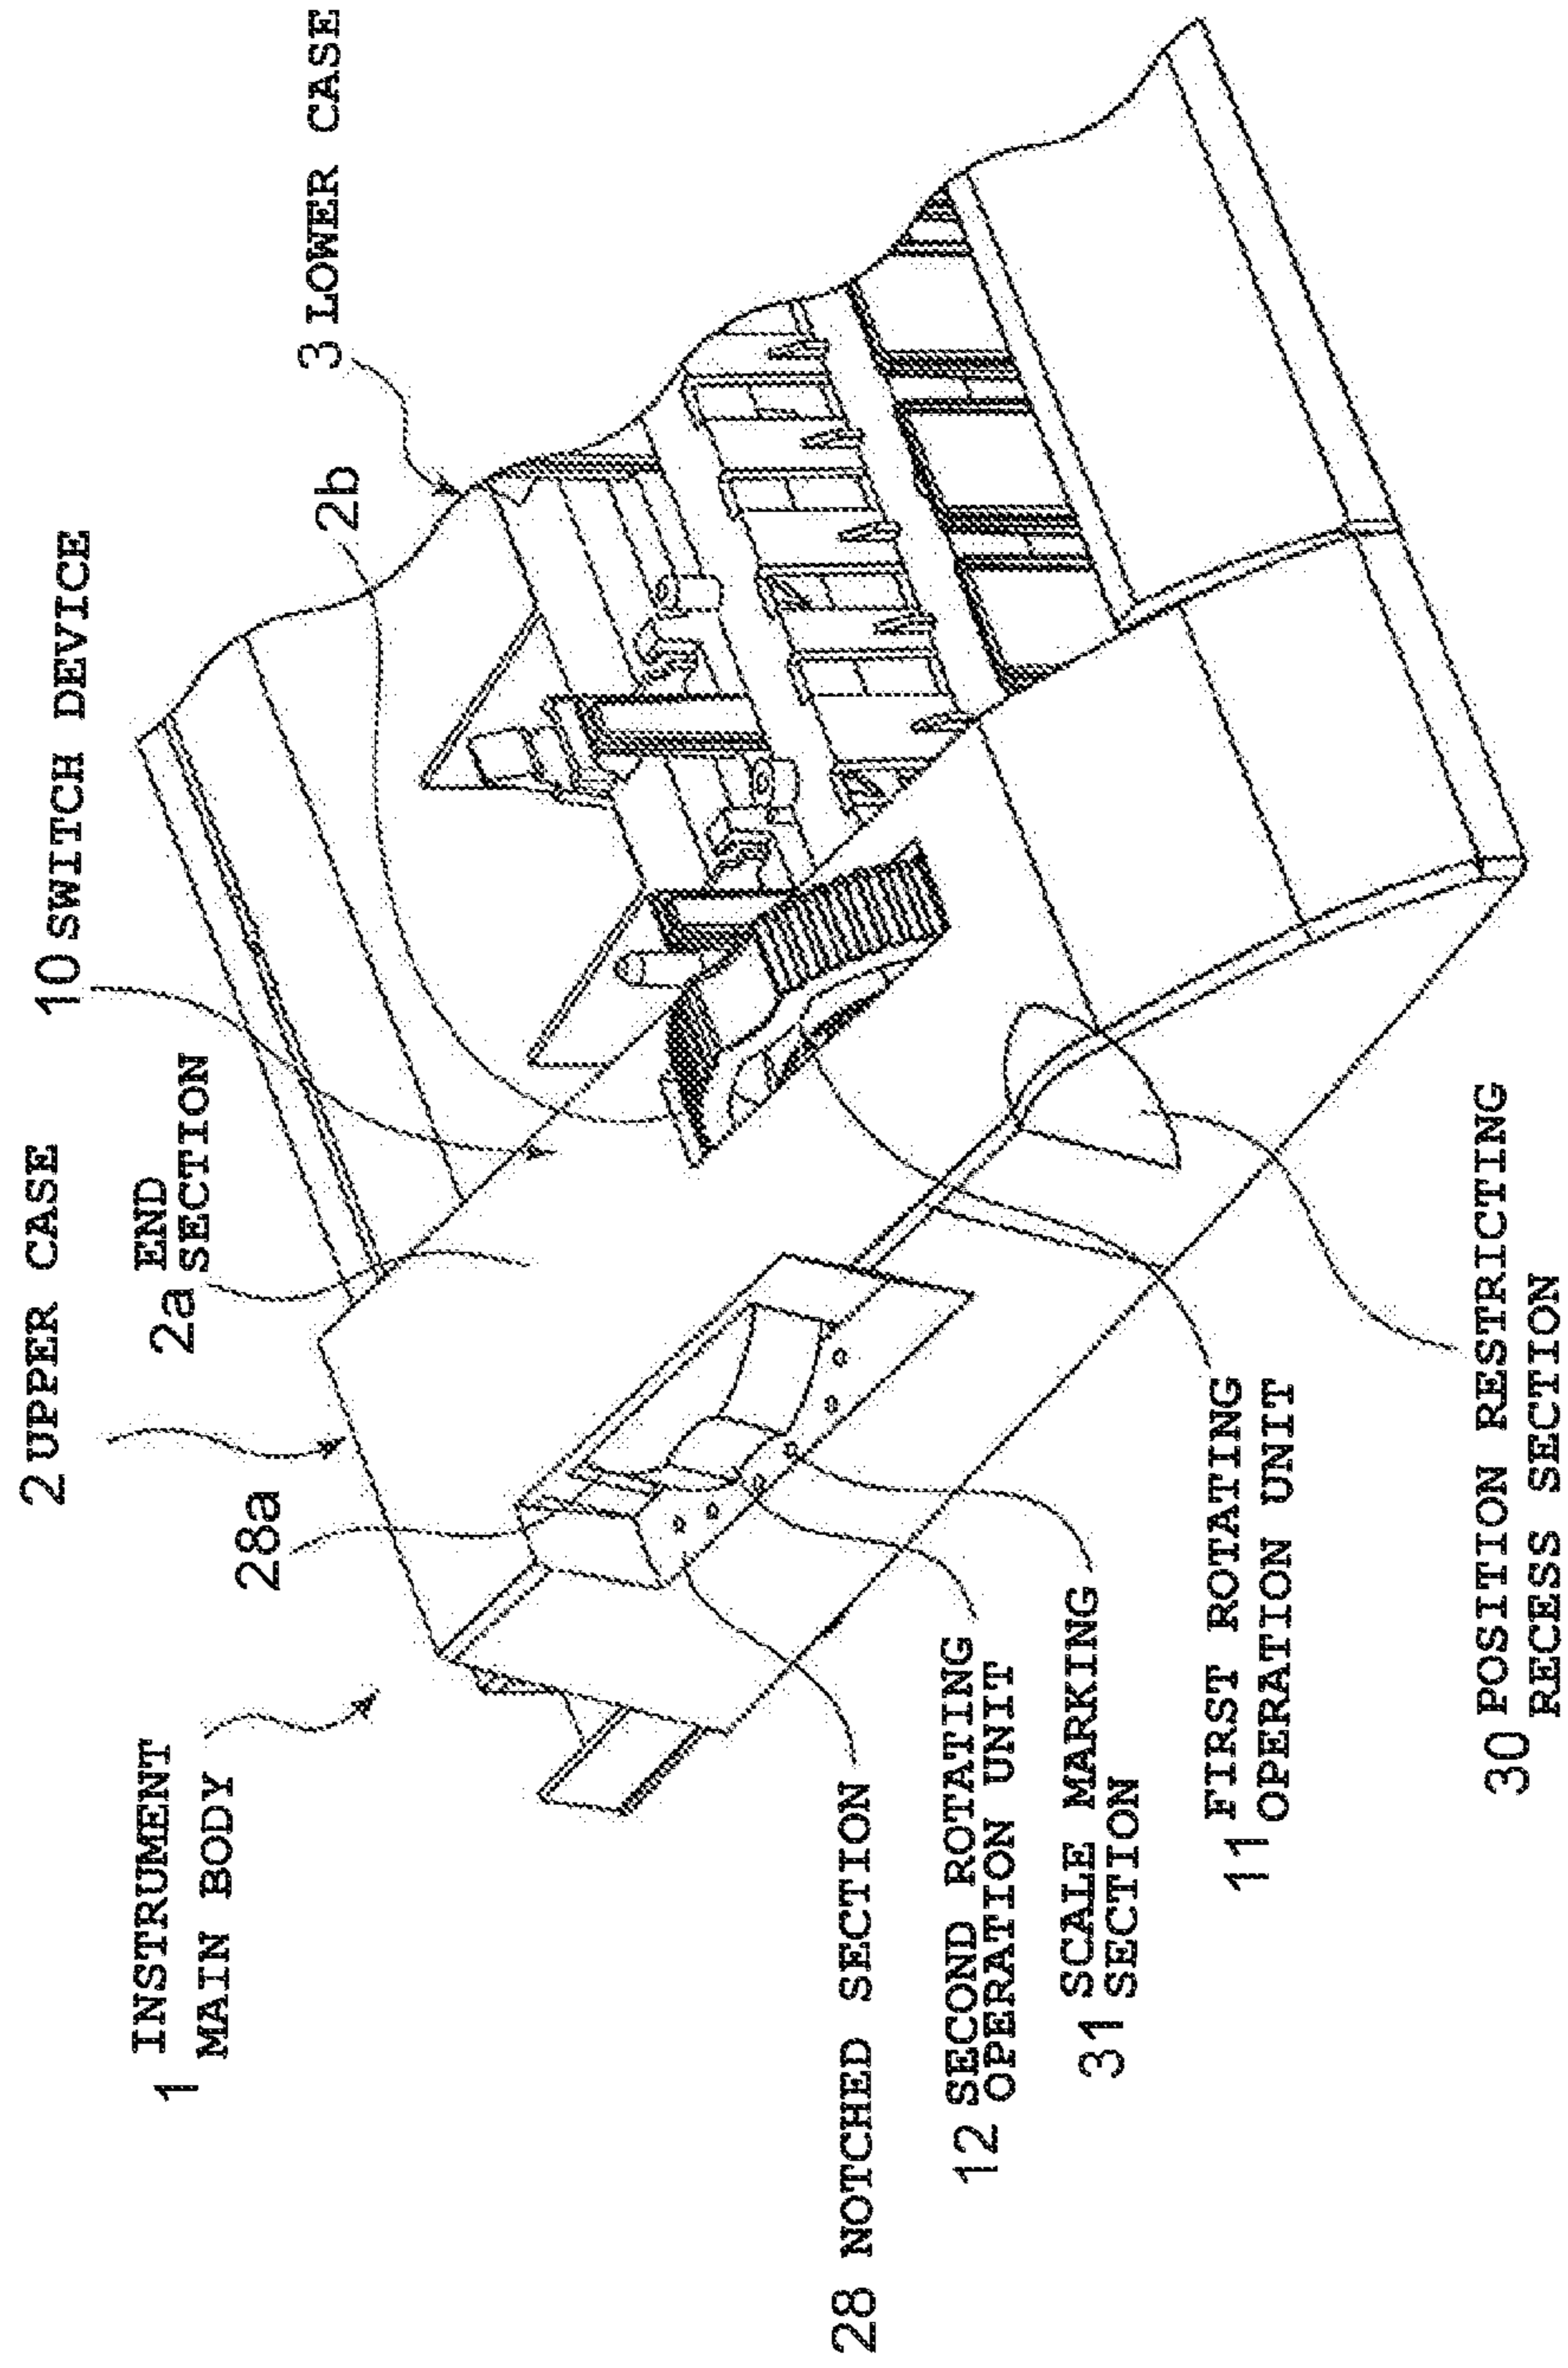 2 UPPER CASE
10 SWITCH DEVICE
3 LOWER CASE
2a END
SECTION
2b
1 INSTRUMENT
MAIN BODY
28a
28 NOTCHED SECTION
12 SECOND ROTATING
OPERATION UNIT
31 SCALE MARKING
SECTION
11 FIRST ROTATING
OPERATION UNIT
30 POSITION RESTRICTING
RECESS SECTION